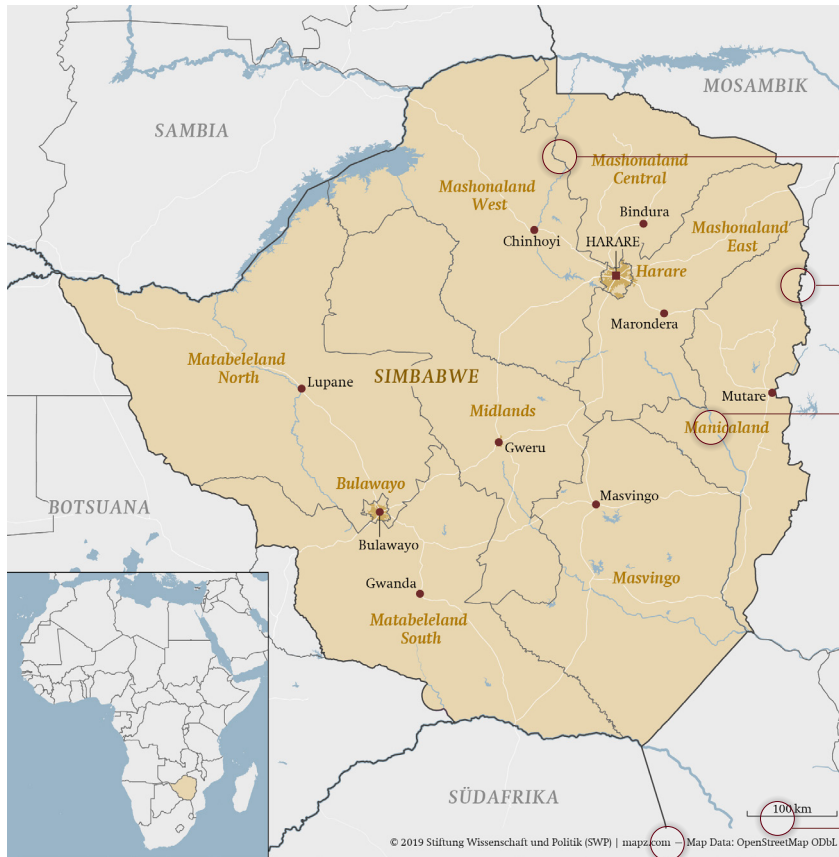 MOSAMBIK
SAMBIA
Mashonaland
Central
Mashonaland
West
Bindura
Mashonaland
East
Chinhoyi
HARARE
Harare
Marondera
Matabeleland
North
Lupane
SIMBABWE
Mutare
Midlands
Manicaland
Gweru
Bulawayo
Masvingo
BOTSUANA
Bulawayo
Gwanda
Masvingo
Matabeleland
South
SÜDAFRIKA
100 km
© 2019 Stiftung Wissenschaft und Politik (SWP) | mapz.com — Map Data: OpenStreetMap ODbL